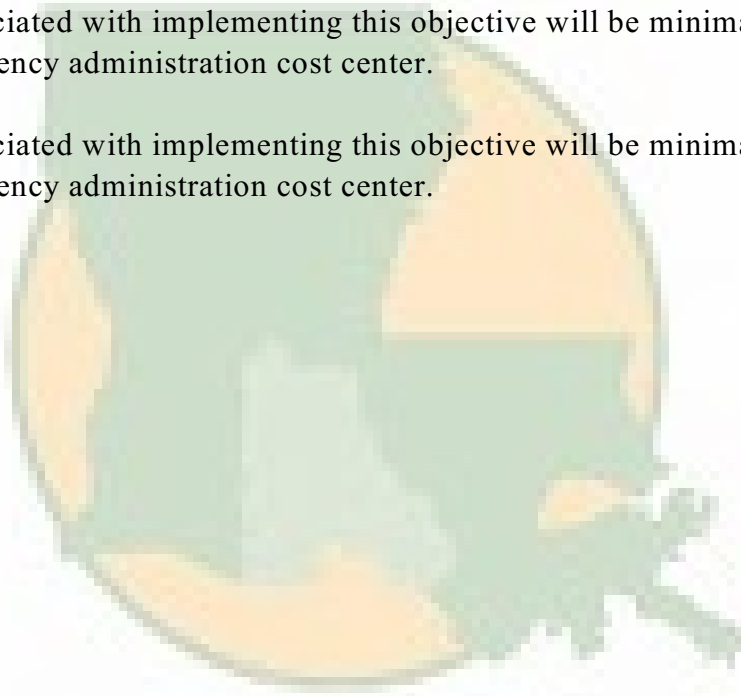 ciated with implementing this objective will be minima
ency administration cost center.
ciated with implementing this objective will be minima
ency administration cost center.